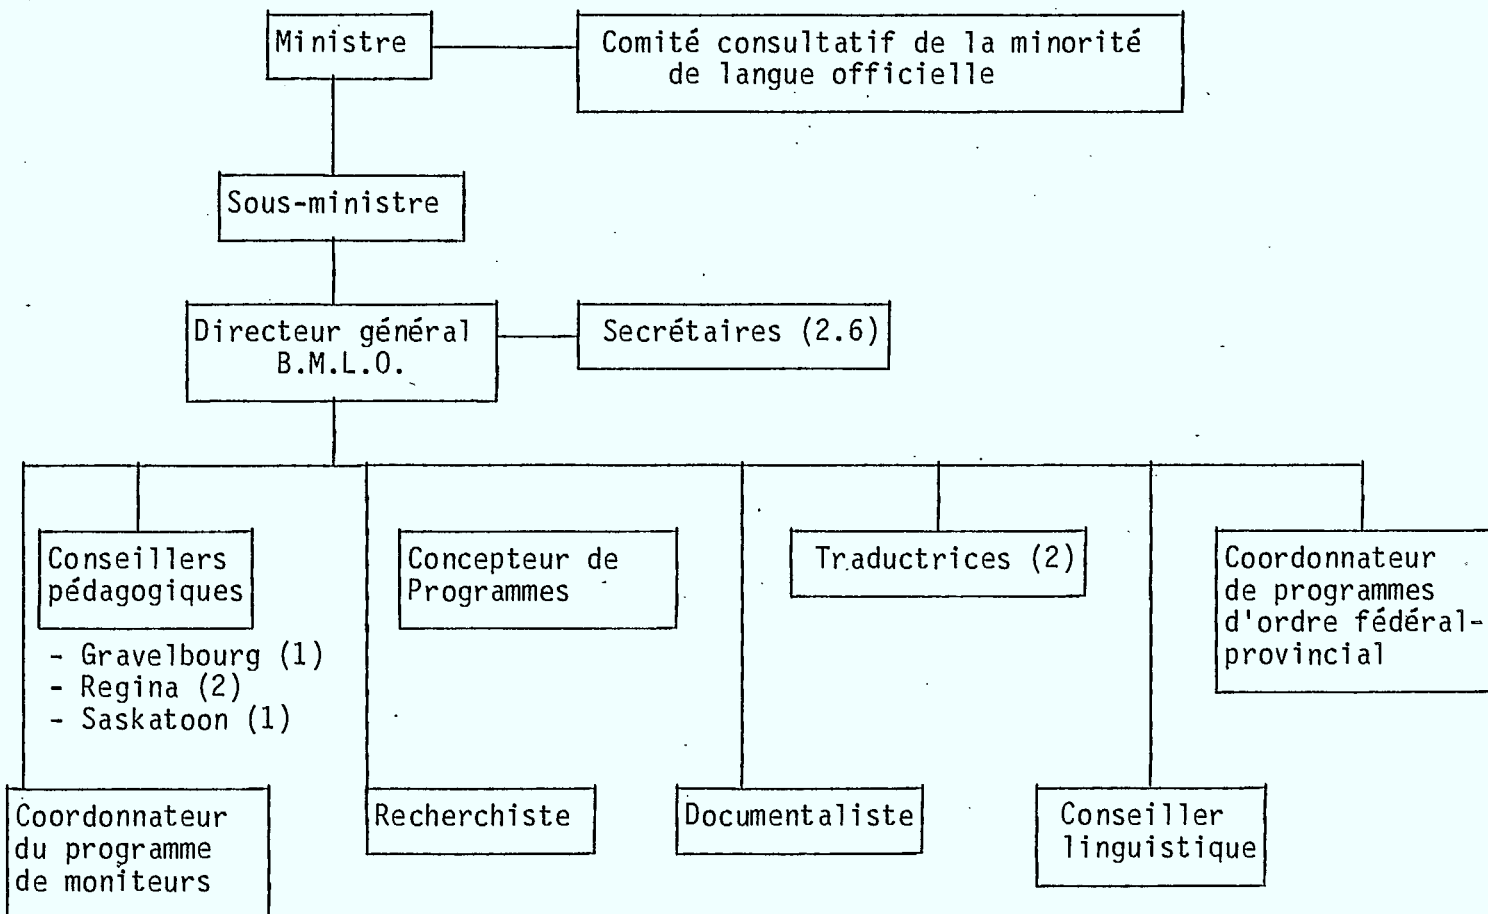 Ministre
Comité consultatif de la minorité
de langue officielle
Sous-ministre
Directeur général
B.M.L.O.
Secrétaires (2.6)
Conseillers
pédagogiques
- Gravelbourg (1)
- Regina (2)
- Saskatoon (1)
Concepteur de
Programmes
Traductrices (2)
Coordonnateur
de programmes
d'ordre fédéral-
provincial
Coordonnateur
du programme
de moniteurs
Recherchiste
Documentaliste
Conseiller
linguistique